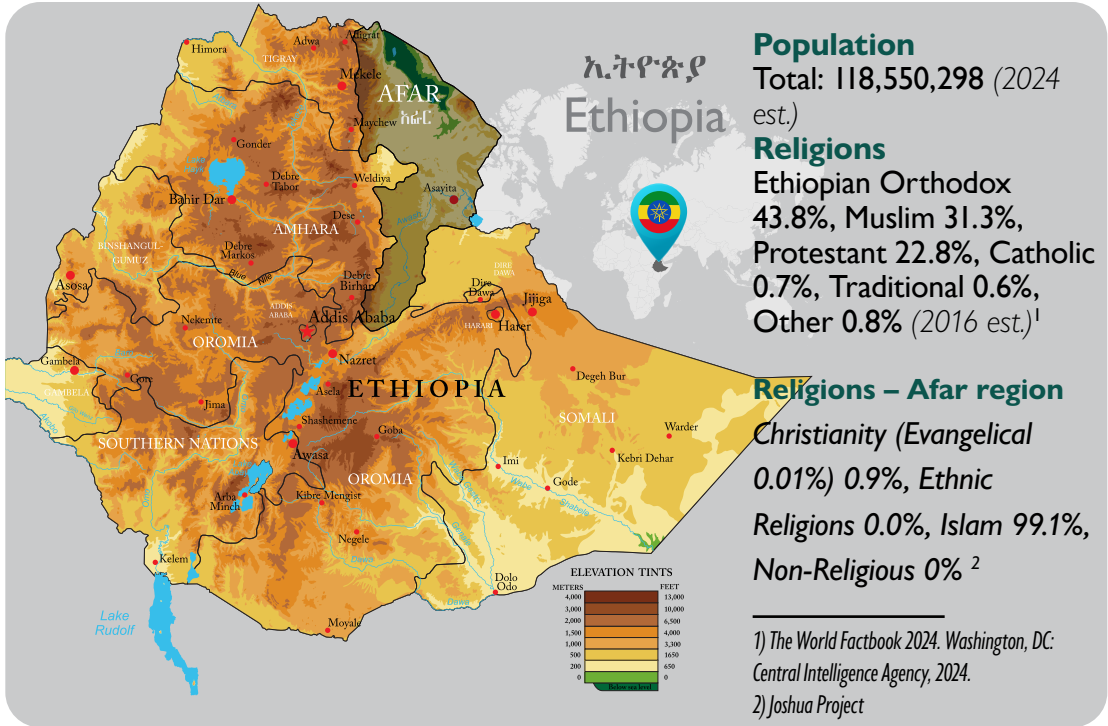 ኢትዮጵያ
Ethiopia
Population
Total: 118,550,298 (2024
est.)
Religions
Ethiopian Orthodox
43.8%, Muslim 31.3%,
Protestant 22.8%, Catholic
0.7%, Traditional 0.6%,
Other 0.8% (2016 est.)1
Religions – Afar region
Christianity (Evangelical
0.01%) 0.9%, Ethnic
Religions 0.0%, Islam 99.1%,
Non-Religious 0% 2
1) The World Factbook 2024. Washington, DC:
Central Intelligence Agency, 2024.
2) Joshua Project
Himora
Adwa
TIGRAY
Mekele
AFAR
አፋር
Maychew
Gonder
Debre
Tabor
Weldiya
Asayita
Bahir Dar
Dese
AMHARA
BINSHANGUL-
GUMUZ
Debre
Markos
Blue Nile
Debre
Birhan
DIRE
DAWA
Dire
Dawa
Asosa
ADDIS
ABABA
Addis Ababa
Jijiga
HARARI
Harer
Nekemte
OROMIA
Nazret
Gambela
Gore
GAMBELA
Asela
ETHIOPIA
Degeh Bur
Jima
Akobo
Shashemene
SOMALI
SOUTHERN NATIONS
Goba
Warder
Awasa
Kebri Dehar
Imi
OROMIA
Gode
Wabe Shabele
Arba
Minch
Kibre Mengist
Negele
Kelem
Dolo
Odo
Dawa
Lake
Rudolf
Moyale
ELEVATION TINTS
METERS FEET
4,000 13,000
3,000 10,000
2,000 6,500
1,500 4,000
1,000 3,300
500 1650
200 650
0 0
Below sea level